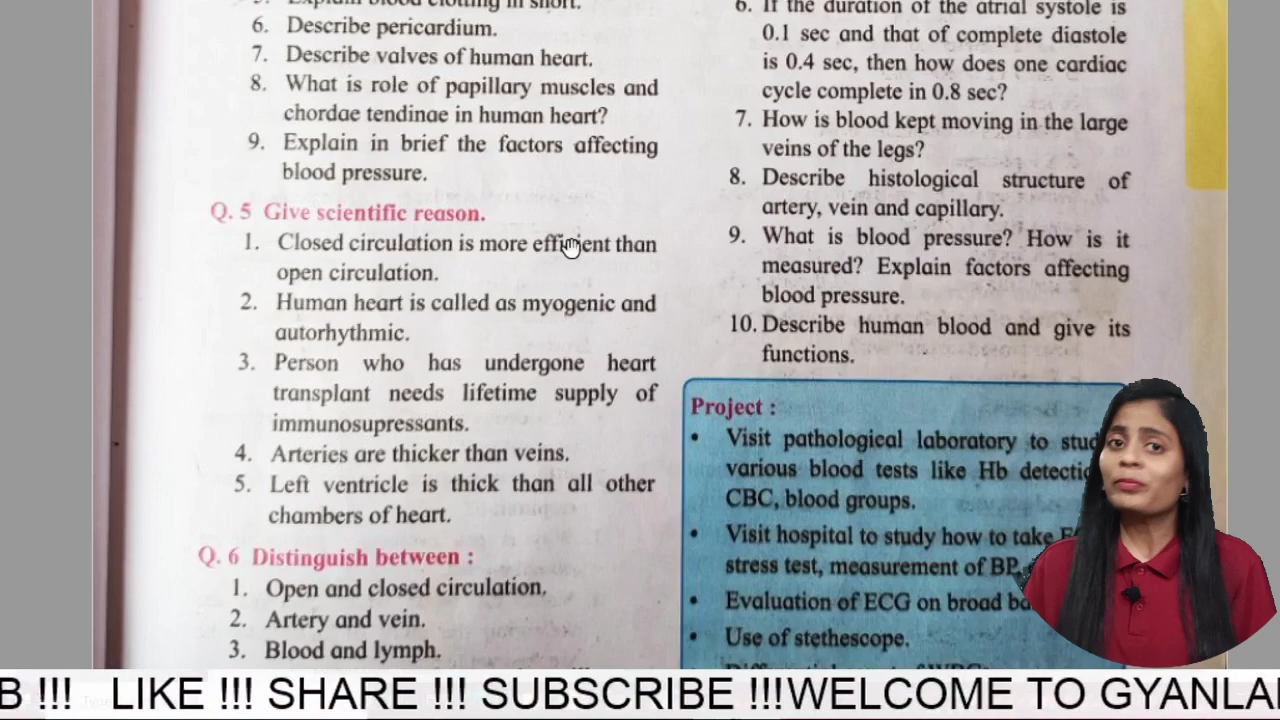 5. Explain blood clotting in short.
6. Describe pericardium.
7. Describe valves of human heart.
8. What is role of papillary muscles and
chordae tendinae in human heart?
9. Explain in brief the factors affecting
blood pressure.
Q. 5 Give scientific reason.
1. Closed circulation is more efficient than
open circulation.
2. Human heart is called as myogenic and
autorhythmic.
3. Person who has undergone heart
transplant needs lifetime supply of
immunosupressants.
4. Arteries are thicker than veins.
5. Left ventricle is thick than all other
chambers of heart.
Q. 6 Distinguish between :
1. Open and closed circulation.
2. Artery and vein.
3. Blood and lymph.
6. If the duration of the atrial systole is
0.1 sec and that of complete diastole
is 0.4 sec, then how does one cardiac
cycle complete in 0.8 sec?
7. How is blood kept moving in the large
veins of the legs?
8. Describe histological structure of
artery, vein and capillary.
9. What is blood pressure? How is it
measured? Explain factors affecting
blood pressure.
10. Describe human blood and give its
functions.
Project :
• Visit pathological laboratory to
various blood tests like Hb
CBC, blood groups.
• Visit hospital to study how to take
stress test, measurement of BP.
• Evaluation of ECG on broad
• Use of stethescope.
B !!! LIKE !!! SHARE !!! SUBSCRIBE !!!WELCOME TO GYANLA